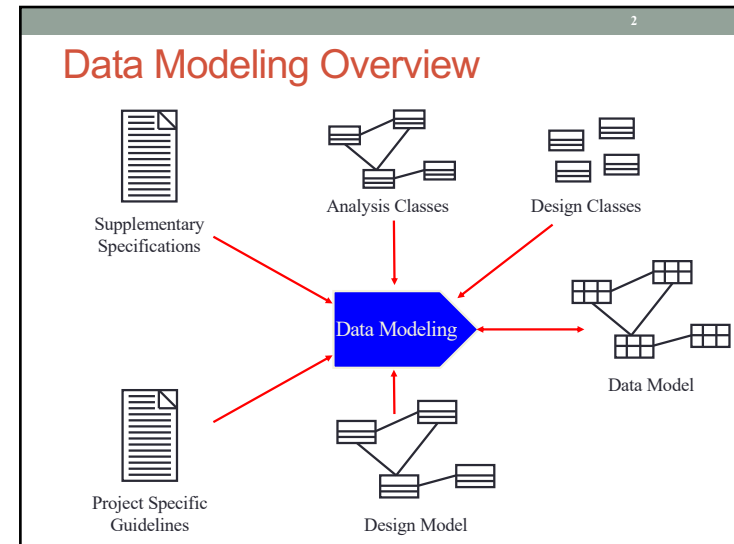 2
Data Modeling Overview
Supplementary
Specifications
Analysis Classes
Design Classes
Data Modeling
Data Model
Project Specific
Guidelines
Design Model